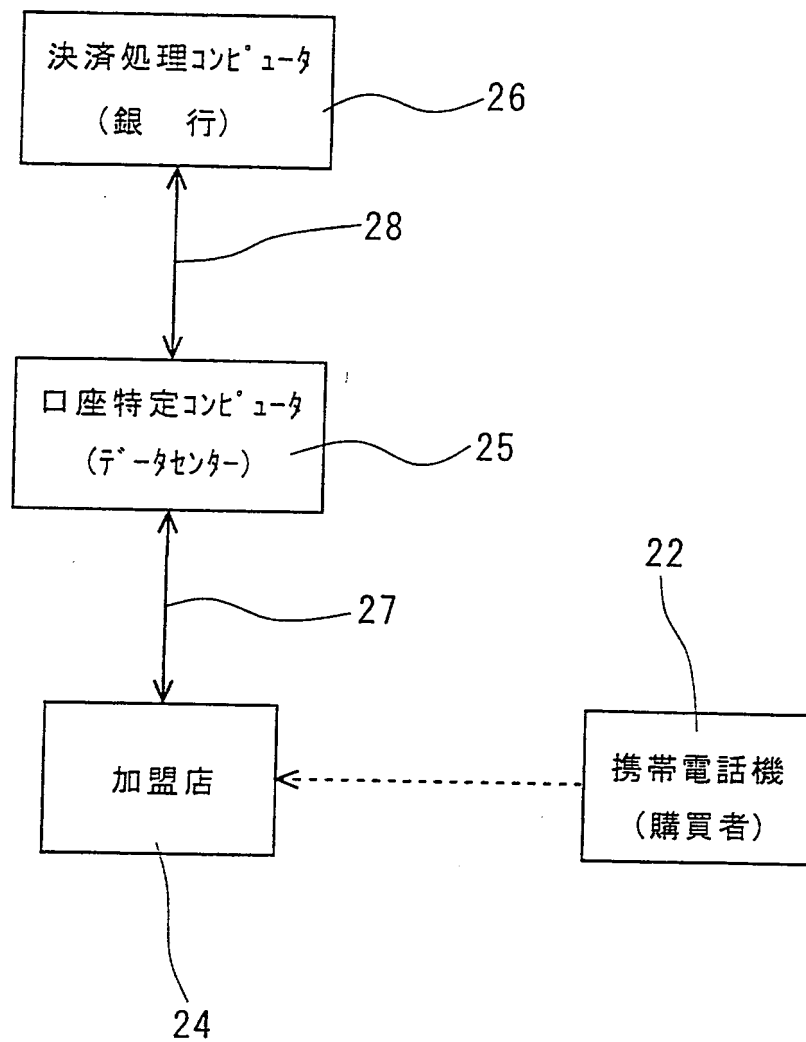 決済処理コンピュータ
(銀 行)
26
28
口座特定コンピュータ
(データセンター)
25
22
27
加盟店
携帯電話機
(購買者)
24